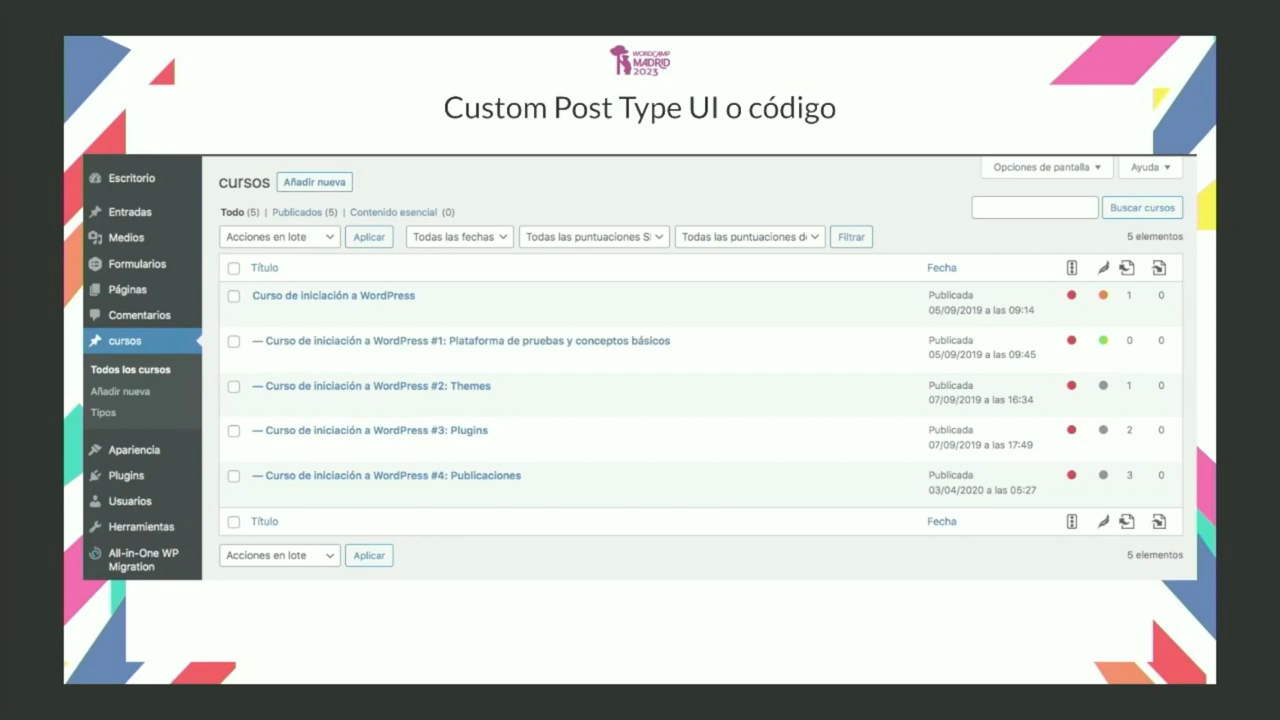 WORDCAMP
MADRID
2023
Custom Post Type UI o código
Escritorio
Entradas
Medios
Formularios
Páginas
Comentarios
cursos
Todos los cursos
Añadir nueva
Tipos
Apariencia
Plugins
Usuarios
Herramientas
All-in-One WP
Migration
Opciones de pantalla
Ayuda
cursos Añadir nueva
Todo (5) | Publicados (5) | Contenido esencial (0)
Buscar cursos
Acciones en lote Aplicar Todas las fechas Todas las puntuaciones S Todas las puntuaciones d Filtrar
5 elementos
Título Fecha
Curso de iniciación a WordPress Publicada 1 0
05/09/2019 a las 09:14
— Curso de iniciación a WordPress #1: Plataforma de pruebas y conceptos básicos Publicada 0 0
05/09/2019 a las 09:45
— Curso de iniciación a WordPress #2: Themes Publicada 1 0
07/09/2019 a las 16:34
— Curso de iniciación a WordPress #3: Plugins Publicada 2 0
07/09/2019 a las 17:49
— Curso de iniciación a WordPress #4: Publicaciones Publicada 3 0
03/04/2020 a las 05:27
Título Fecha
Acciones en lote Aplicar
5 elementos